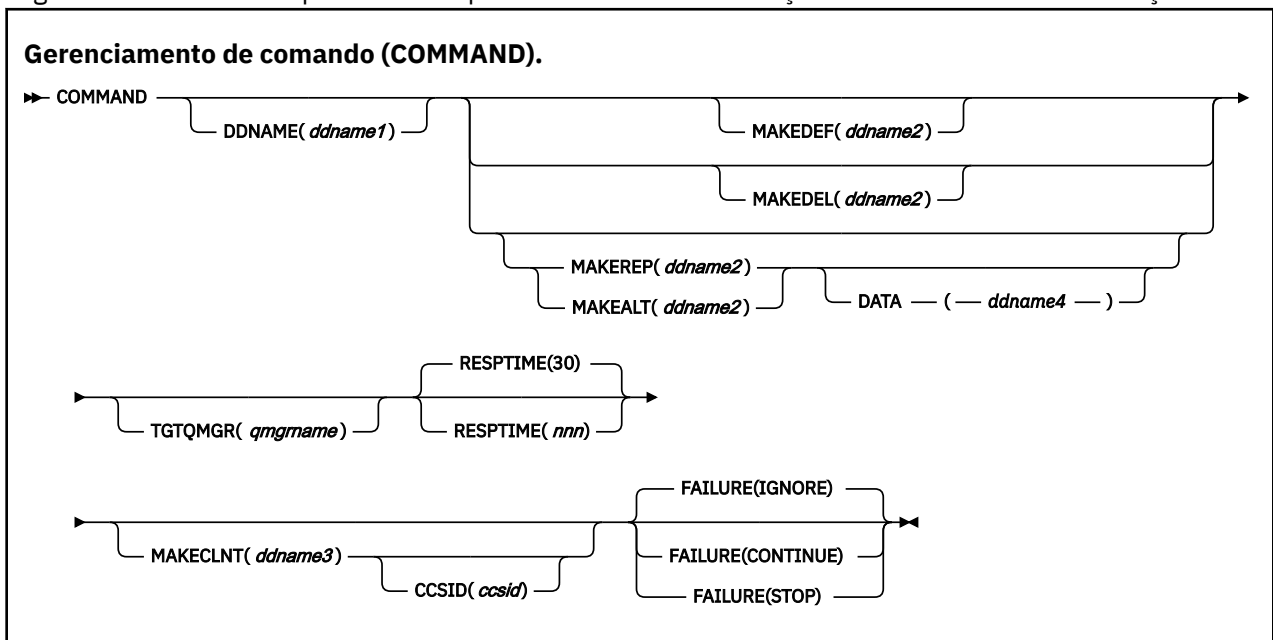 Gerenciamento de comando (COMMAND).
COMMAND
DDNAME( ddname1 )
MAKEDEF( ddname2 )
MAKEDEL( ddname2 )
MAKEREP( ddname2 )
MAKEALT( ddname2 )
DATA ( ddname4 )
RESPTIME(30)
TGTQMGR( qmgrname )
RESPTIME( nnn )
FAILURE(IGNORE)
MAKECLNT( ddname3 )
FAILURE(CONTINUE)
CCSID( ccsid )
FAILURE(STOP)